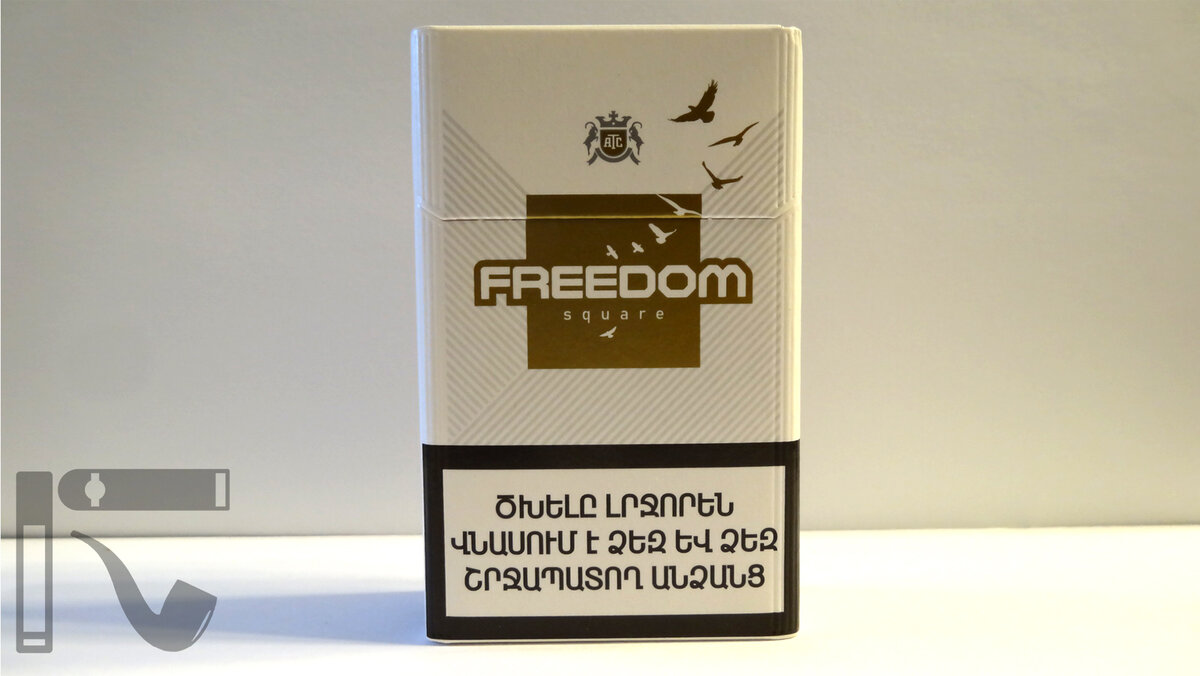 ATC
FREEDOM
square
ԾԽԵԼԸ ԼՐՋՈՐԵՆ
ՎՆԱՍՈՒՄ Է ՁԵԶ ԵՎ ՁԵԶ
ՇՐՋԱՊԱՏՈՂ ԱՆՁԱՆՑ